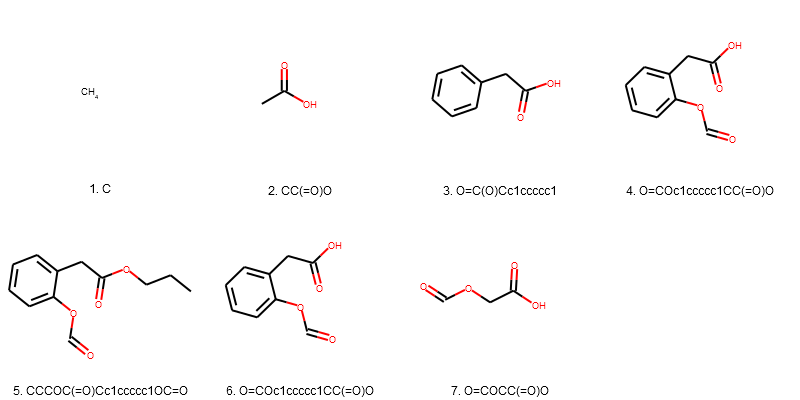 CH4
O
OH
1. C
2. CC(=O)O
OH
O
3. O=C(O)Cc1ccccc1
OH
O
O
O
4. O=COc1ccccc1CC(=O)O
O
O
O
O
5. CCCOC(=O)Cc1ccccc1OC=O
OH
O
O
O
6. O=COc1ccccc1CC(=O)O
O
O
O
OH
7. O=COCC(=O)O